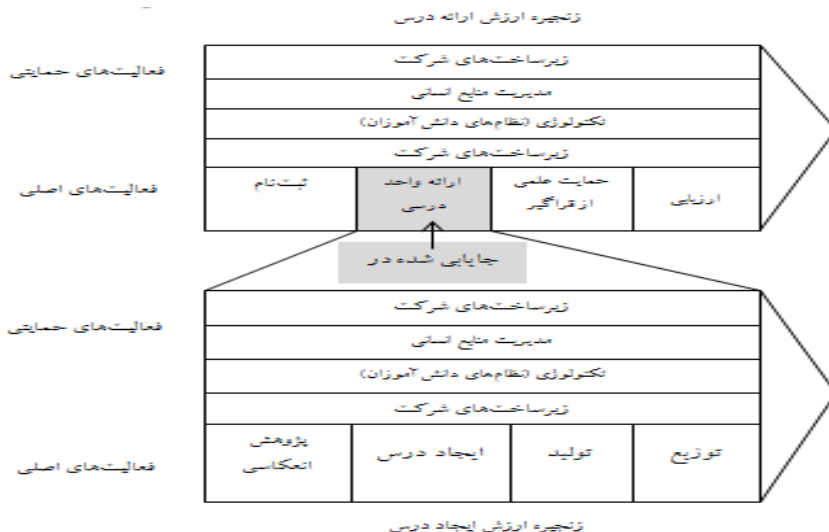 زنجیره ارزش ارائه درس
فعالیت‌های حمایتی
زیرساخت‌های شرکت
مدیریت منابع انسانی
تکنولوژی (نظام‌های دانش آموزان)
زیرساخت‌های شرکت
فعالیت‌های اصلی
ثبت‌نام
ارائه واحد
درسی
حمایت علمی
از فراگیر
ارزیابی
جایابی شده در
فعالیت‌های حمایتی
زیرساخت‌های شرکت
مدیریت منابع انسانی
تکنولوژی (نظام‌های دانش آموزان)
زیرساخت‌های شرکت
فعالیت‌های اصلی
پژوهش
انعکاسی
ایجاد درس
تولید
توزیع
زنجیره ارزش ایجاد درس